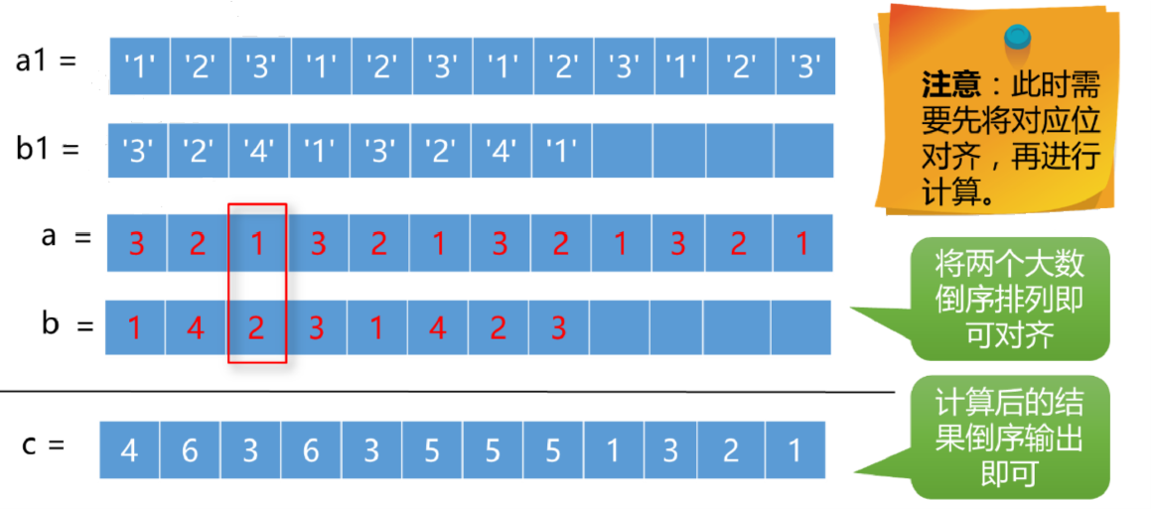 a1 = '1' '2' '3' '1' '2' '3' '1' '2' '3' '1' '2' '3'
b1 = '3' '2' '4' '1' '3' '2' '4' '1'
a = 3 2 1 3 2 1 3 2 1 3 2 1
b = 1 4 2 3 1 4 2 3
c = 4 6 3 6 3 5 5 5 1 3 2 1
注意：此时需
要先将对应位
对齐，再进行
计算。
将两个大数
倒序排列即
可对齐
计算后的结
果倒序输出
即可